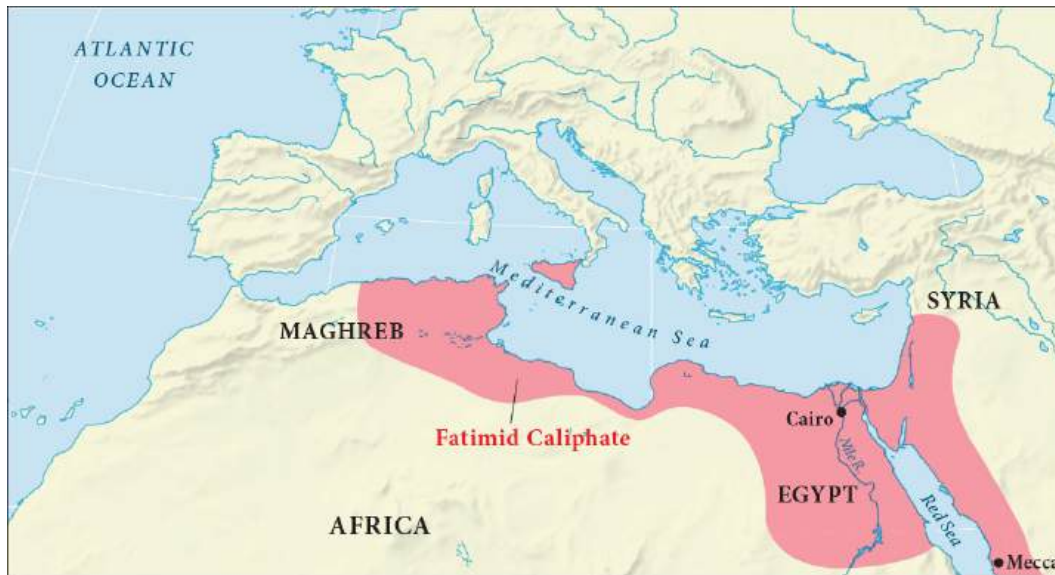 ATLANTIC
OCEAN
Mediterranean Sea
SYRIA
MAGHREB
Cairo
Fatimid Caliphate
Nile R.
EGYPT
Red Sea
AFRICA
Mecca